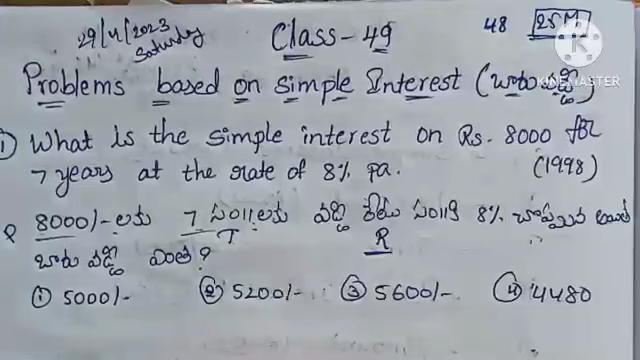 29/4/2023
Saturday
Class - 49
48 25M
KINEMASTER
Problems based on Simple Interest (బారువడ్డీ)
① What is the simple interest on Rs. 8000 for
7 years at the rate of 8% pa. (1998)
8000/-లకు 7 సం॥లకు వడ్డీ రేటు సం॥కి 8%
P T R
బారు వడ్డీ ఎంత?
① 5000/- ② 5200/- ③ 5600/- ④ 4480